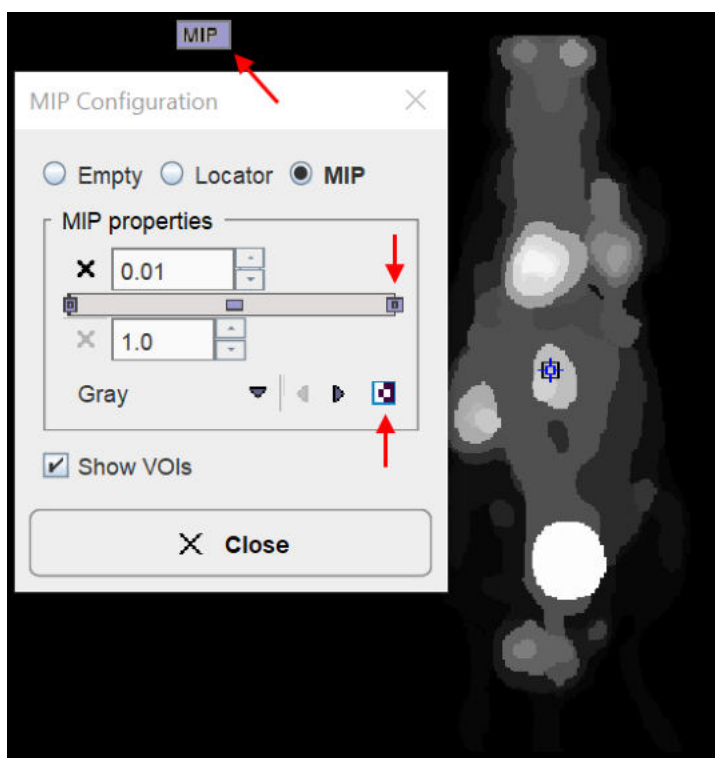 MIP
MIP Configuration
Empty Locator MIP
MIP properties
0.01
1.0
Gray
Show VOIs
Close